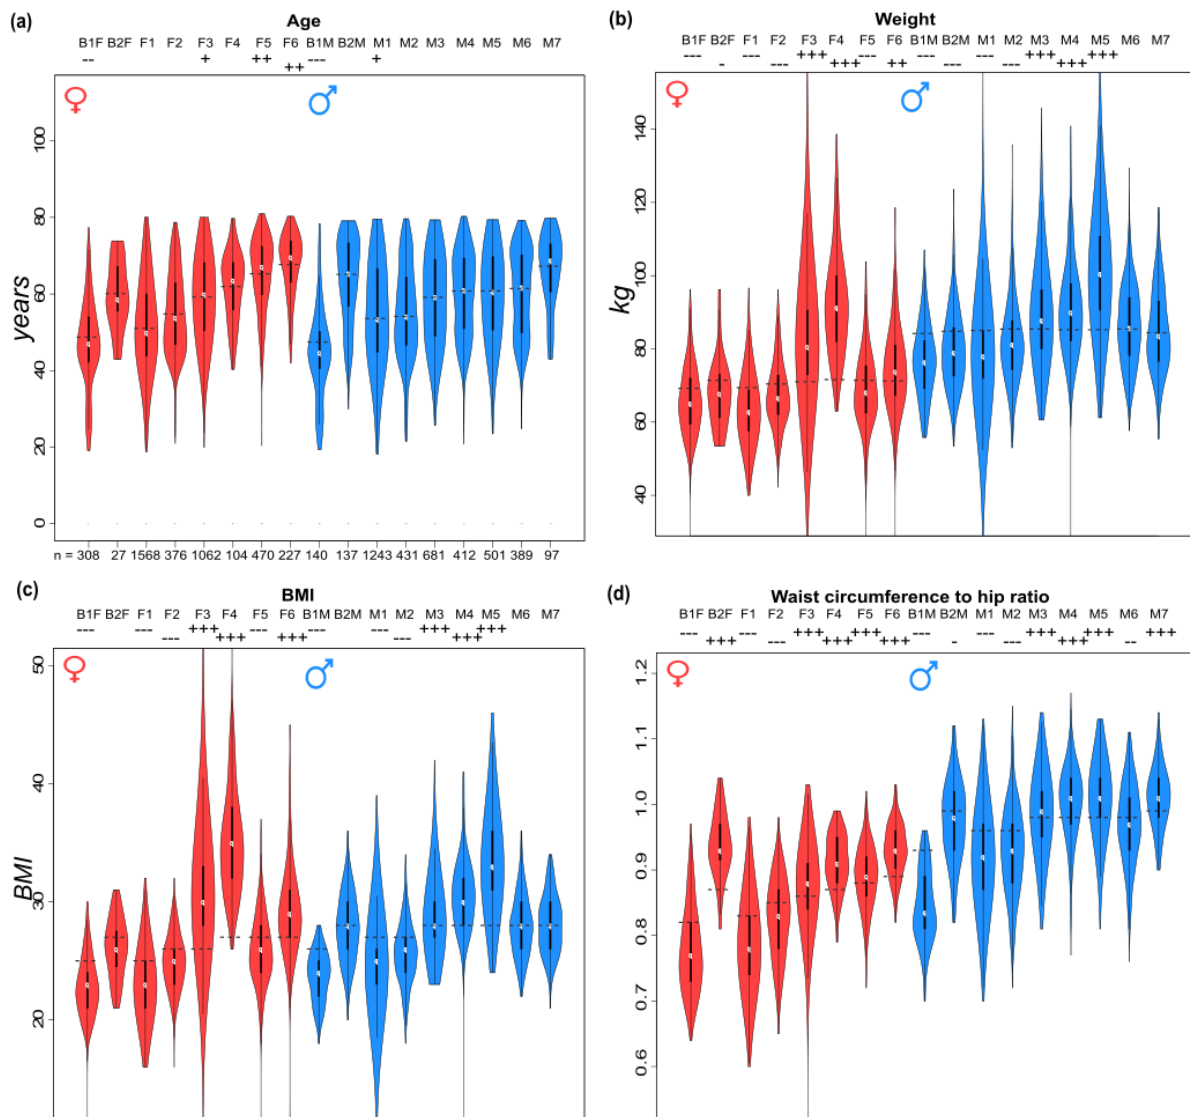 (a)
Age
B1F B2F F1 F2 F3 F4 F5 F6 B1M B2M M1 M2 M3 M4 M5 M6 M7
-- + ++ --- +
++
♀ ♂
years
100
80
60
40
20
0
n = 308 27 1568 376 1062 104 470 227 140 137 1243 431 681 412 501 389 97
(b)
Weight
B1F B2F F1 F2 F3 F4 F5 F6 B1M B2M M1 M2 M3 M4 M5 M6 M7
--- --- +++ --- --- --- +++ +++
- --- +++ ++ --- --- +++
♀ ♂
kg
140
120
100
80
60
40
(c)
BMI
B1F B2F F1 F2 F3 F4 F5 F6 B1M B2M M1 M2 M3 M4 M5 M6 M7
--- --- +++ --- --- --- +++ +++
--- +++ +++ --- +++
♀ ♂
BMI
50
40
30
20
(d)
Waist circumference to hip ratio
B1F B2F F1 F2 F3 F4 F5 F6 B1M B2M M1 M2 M3 M4 M5 M6 M7
--- --- +++ +++ --- --- +++ +++ +++
+++ --- +++ +++ - --- +++ --
♀ ♂
1.2
1.1
1.0
0.9
0.8
0.7
0.6